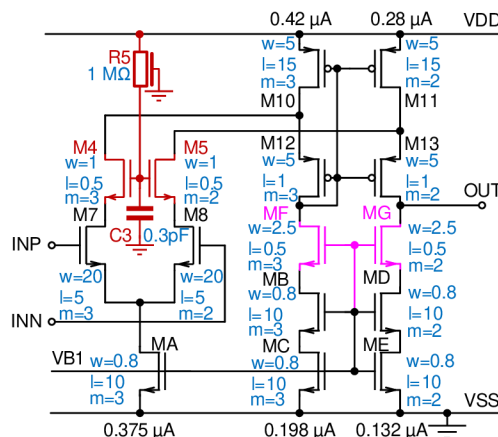 0.42 µA 0.28 µA
VDD
R5
1 MΩ
w=5 w=5
l=15 l=15
m=3 m=2
M10 M11
M4 M5
w=1 w=1
l=0.5 l=0.5
m=3 m=2
M12 M13
w=5 w=5
l=1 l=1
m=3 m=2
M7 M8
C3 0.3pF
MF MG
OUT
w=2.5 w=2.5
l=0.5 l=0.5
m=3 m=2
INP
w=20 w=20
l=5 l=5
m=3 m=2
MB MD
w=0.8 w=0.8
l=10 l=10
m=3 m=2
INN
MA MC ME
VB1
w=0.8 w=0.8 w=0.8
l=10 l=10 l=10
m=3 m=3 m=2
VSS
0.375 µA 0.198 µA 0.132 µA